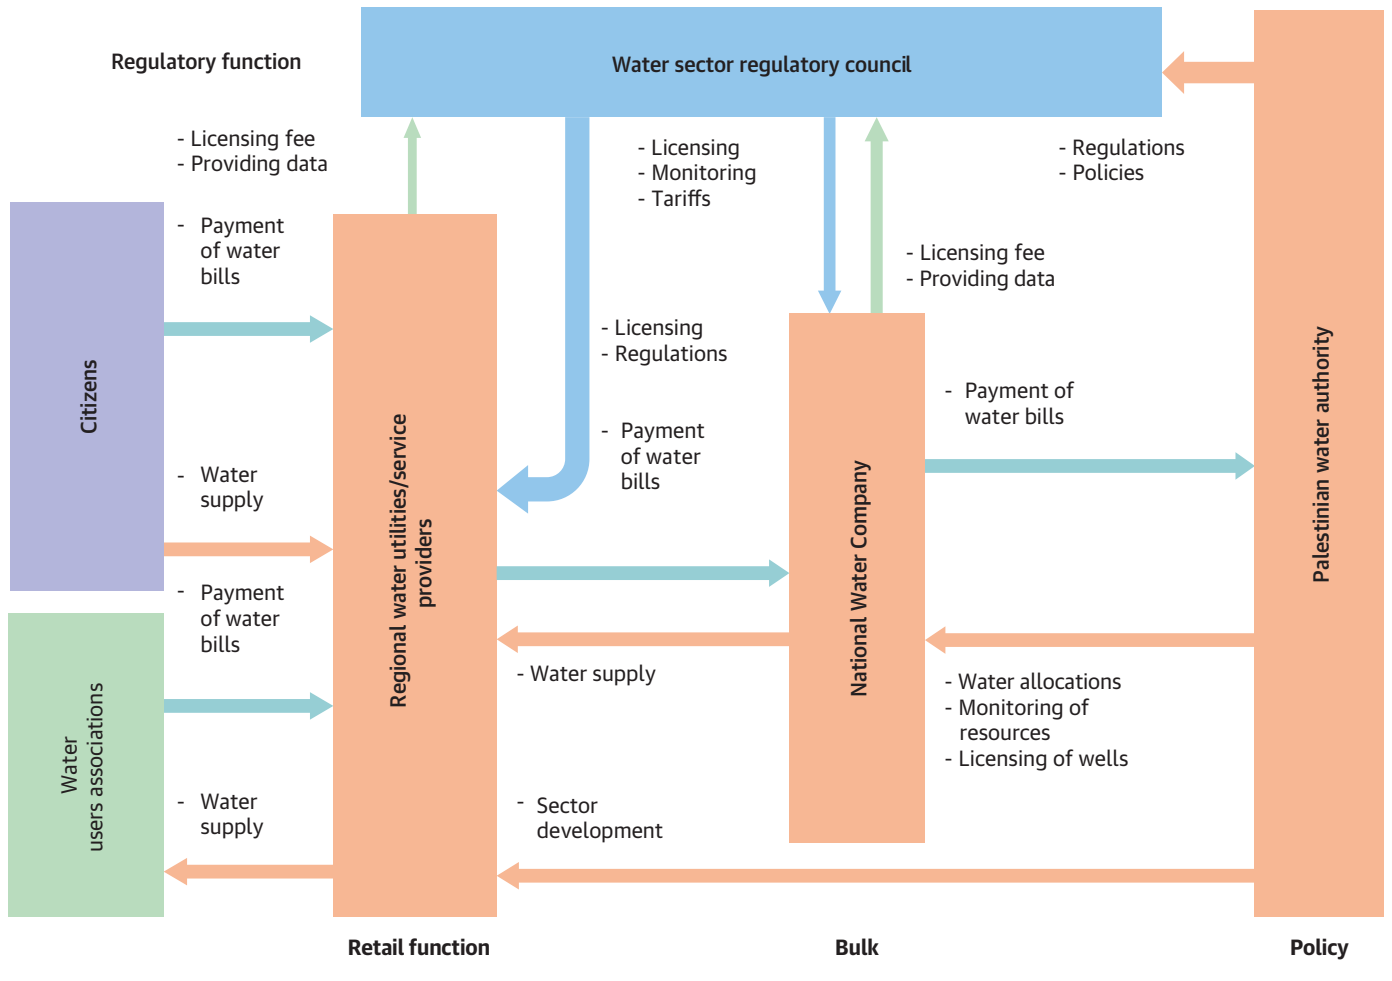 Regulatory function
Water sector regulatory council
- Licensing fee
- Providing data
- Licensing
- Monitoring
- Tariffs
- Regulations
- Policies
- Payment
of water
bills
- Licensing fee
- Providing data
- Licensing
- Regulations
Citizens
- Payment of
water bills
- Payment
of water
bills
- Water
supply
Regional water utilities/service
providers
National Water Company
Palestinian water authority
- Payment
of water
bills
- Water supply
- Water allocations
- Monitoring of
resources
- Licensing of wells
Water
users associations
- Water
supply
- Sector
development
Retail function
Bulk
Policy